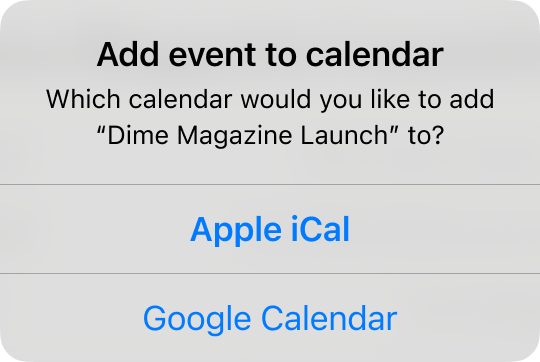 Add event to calendar
Which calendar would you like to add
“Dime Magazine Launch” to?
Apple iCal
Google Calendar